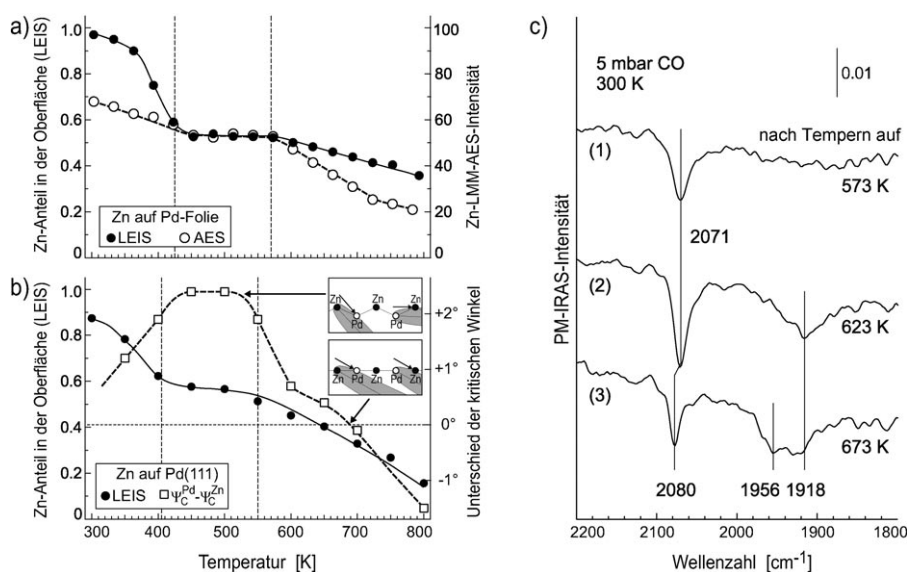 a)
Zn-Anteil in der Oberfläche (LEIS)
1.0
0.8
0.6
0.4
0.2
0
100
80
60
40
20
0
Zn-LMM-AES-Intensität
Zn auf Pd-Folie
LEIS AES
b)
Zn-Anteil in der Oberfläche (LEIS)
1.0
0.8
0.6
0.4
0.2
0
+2°
+1°
0°
-1°
Unterschied der kritischen Winkel
Zn Zn Zn
Pd Pd
Zn Pd Zn Pd Zn
Zn auf Pd(111)
LEIS Ψ_C^Pd-Ψ_C^Zn
300 400 500 600 700 800
Temperatur [K]
c)
PM-IRAS-Intensität
5 mbar CO
300 K
0.01
nach Tempern auf
(1)
573 K
2071
(2)
623 K
(3)
673 K
2080 1956 1918
2200 2100 2000 1900 1800
Wellenzahl [cm⁻¹]